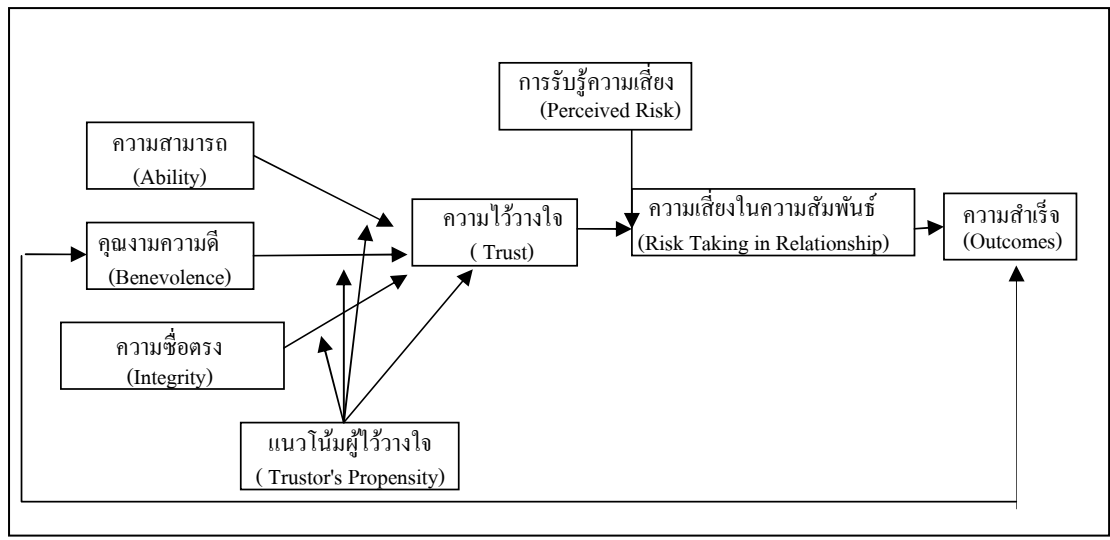 การรับรู้ความเสี่ยง
(Perceived Risk)
ความสามารถ
(Ability)
คุณงามความดี
(Benevolence)
ความซื่อตรง
(Integrity)
ความไว้วางใจ
( Trust)
ความเสี่ยงในความสัมพันธ์
(Risk Taking in Relationship)
ความสำเร็จ
(Outcomes)
แนวโน้มผู้ไว้วางใจ
( Trustor's Propensity)